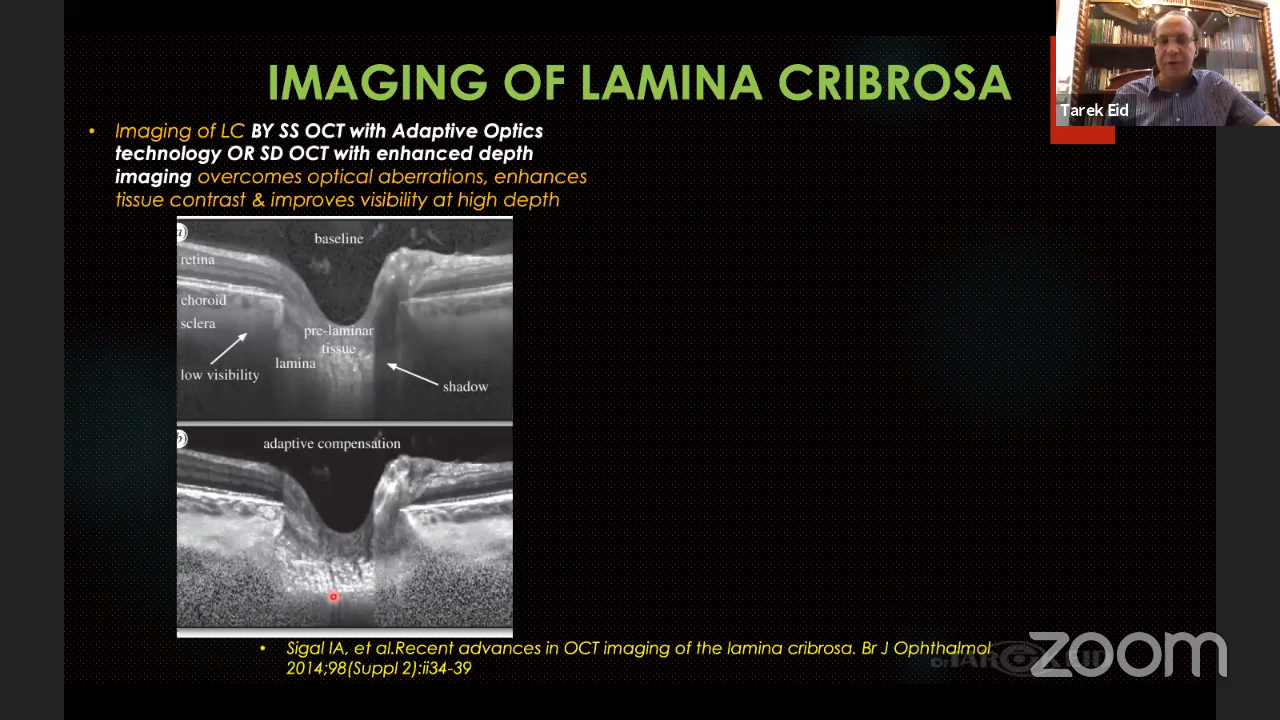 IMAGING OF LAMINA CRIBROSA
Tarek Eid
• Imaging of LC BY SS OCT with Adaptive Optics
technology OR SD OCT with enhanced depth
imaging overcomes optical aberrations, enhances
tissue contrast & improves visibility at high depth
a
baseline
retina
choroid
sclera
pre-laminar
tissue
lamina
low visibility
shadow
b
adaptive compensation
• Sigal IA, et al.Recent advances in OCT imaging of the lamina cribrosa. Br J Ophthalmol
2014;98(Suppl 2):ii34-39
zoom